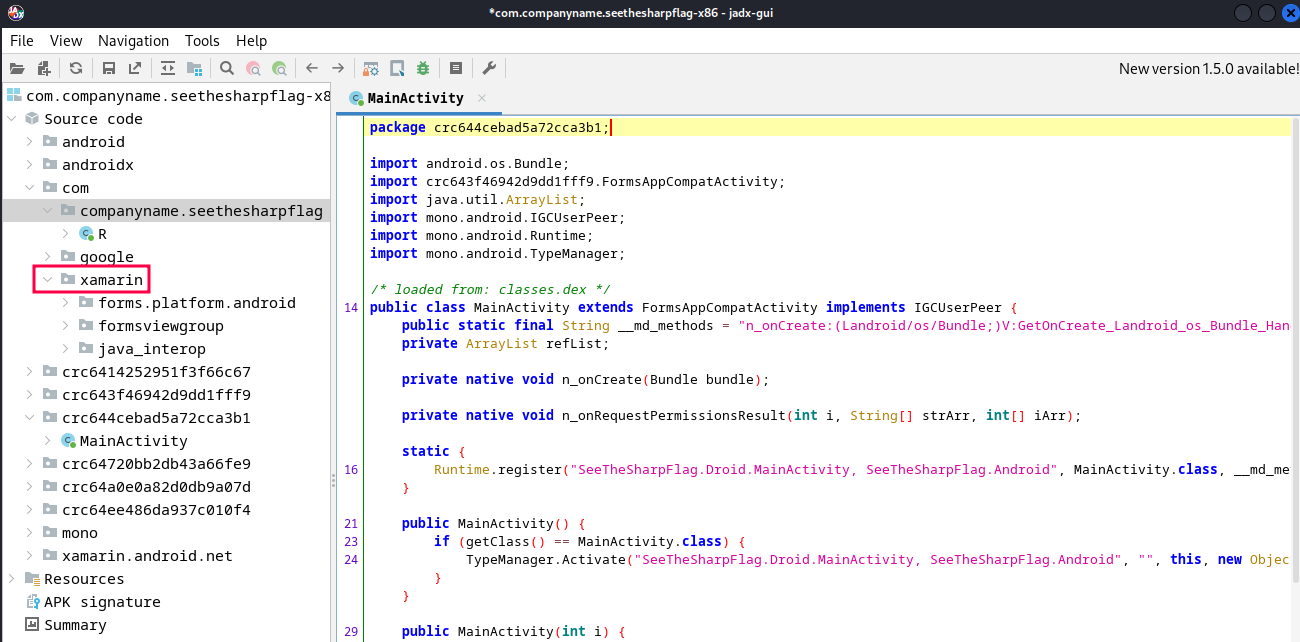 *com.companyname.seethesharpflag-x86 - jadx-gui
File View Navigation Tools Help
New version 1.5.0 available!
com.companyname.seethesharpflag-x8
Source code
android
androidx
com
companyname.seethesharpflag
R
google
xamarin
forms.platform.android
formsviewgroup
java_interop
crc6414252951f3f66c67
crc643f46942d9dd1fff9
crc644cebad5a72cca3b1
MainActivity
crc64720bb2db43a66fe9
crc64a0e0a82d0db9a07d
crc64ee486da937c010f4
mono
xamarin.android.net
Resources
APK signature
Summary
MainActivity
package crc644cebad5a72cca3b1;
import android.os.Bundle;
import crc643f46942d9dd1fff9.FormsAppCompatActivity;
import java.util.ArrayList;
import mono.android.IGCUserPeer;
import mono.android.Runtime;
import mono.android.TypeManager;
/* loaded from: classes.dex */
14 public class MainActivity extends FormsAppCompatActivity implements IGCUserPeer {
public static final String __md_methods = "n_onCreate:(Landroid/os/Bundle;)V:GetOnCreate_Landroid_os_Bundle_Han
private ArrayList refList;
private native void n_onCreate(Bundle bundle);
private native void n_onRequestPermissionsResult(int i, String[] strArr, int[] iArr);
static {
16 Runtime.register("SeeTheSharpFlag.Droid.MainActivity, SeeTheSharpFlag.Android", MainActivity.class, __md_me
}
21 public MainActivity() {
23 if (getClass() == MainActivity.class) {
24 TypeManager.Activate("SeeTheSharpFlag.Droid.MainActivity, SeeTheSharpFlag.Android", "", this, new Objec
}
}
29 public MainActivity(int i) {